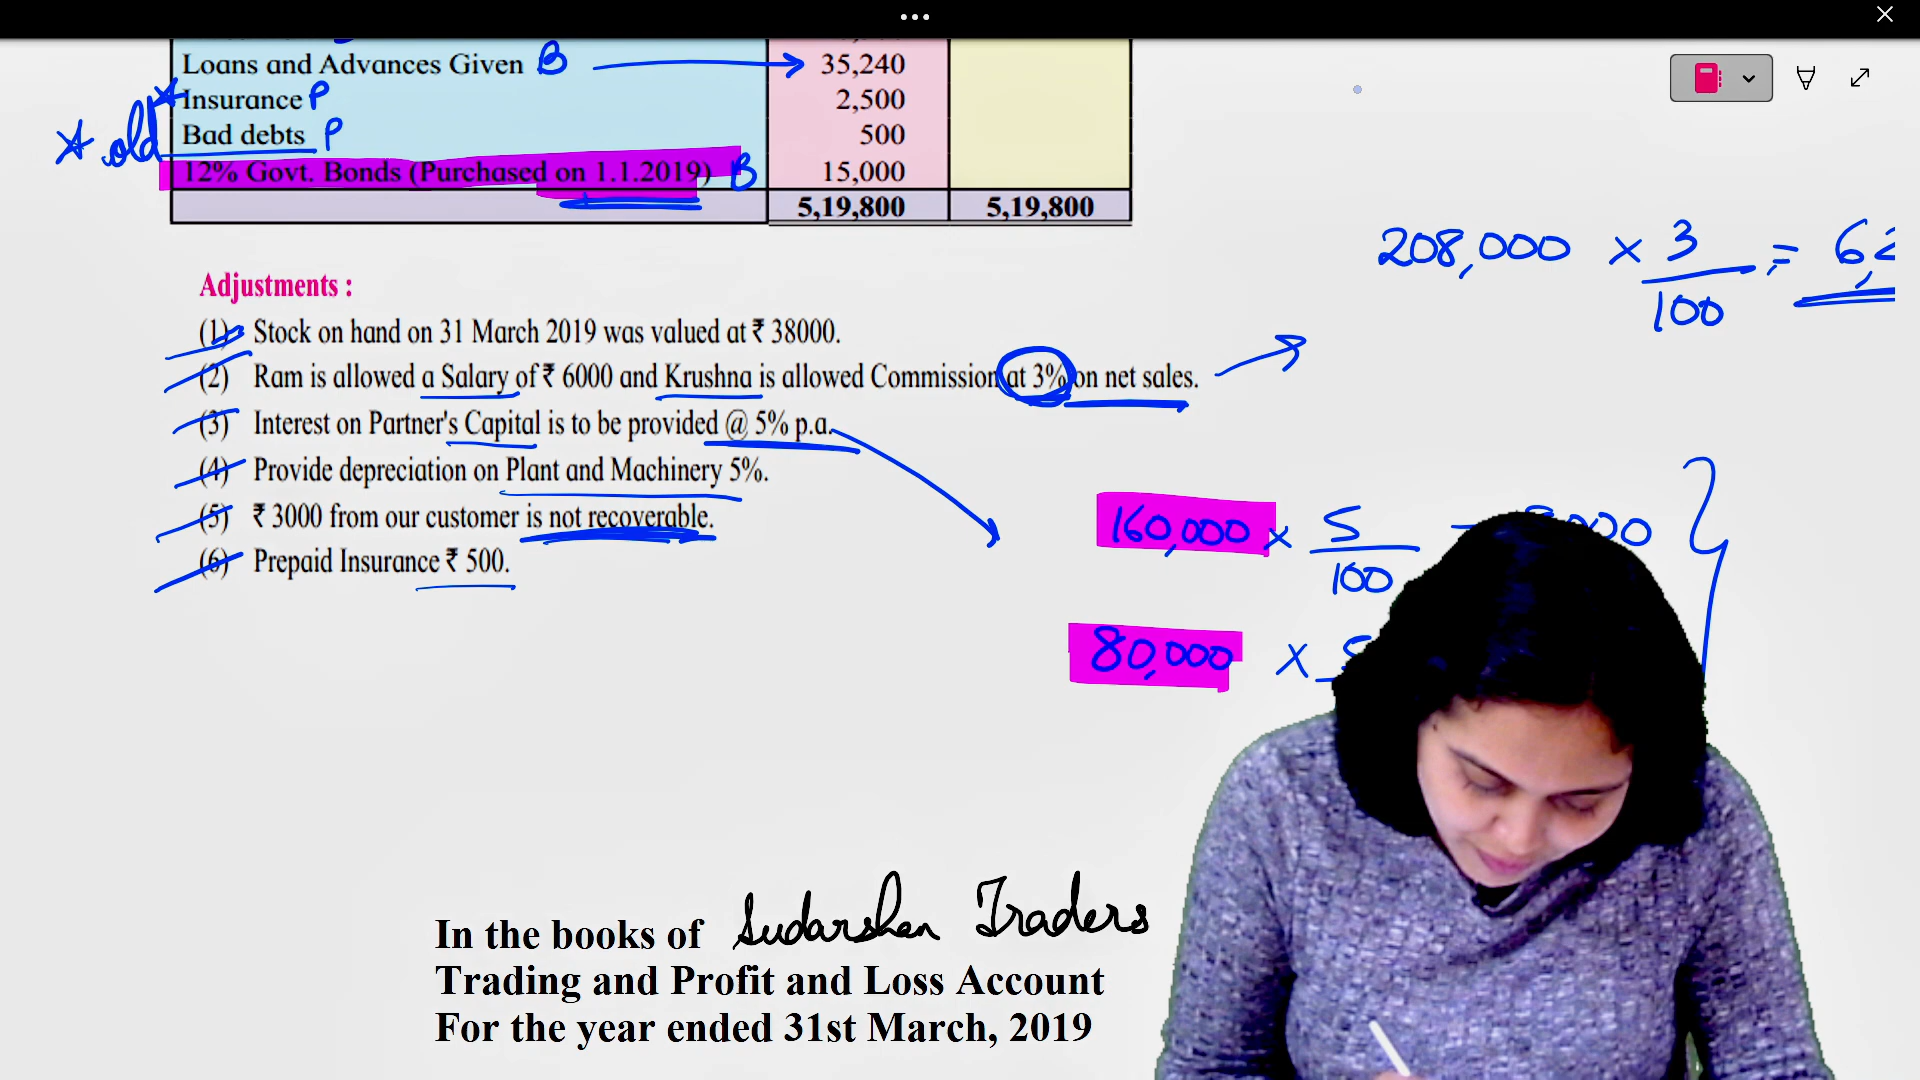 Loans and Advances Given B → 35,240
Insurance P 2,500
* old * Bad debts P 500
12% Govt. Bonds (Purchased on 1.1.2019) B 15,000
5,19,800 5,19,800
208,000 × 3/100 =
Adjustments :
(1) Stock on hand on 31 March 2019 was valued at ₹ 38000.
(2) Ram is allowed a Salary of ₹ 6000 and Krushna is allowed Commission at 3% on net sales.
(3) Interest on Partner's Capital is to be provided @ 5% p.a.
(4) Provide depreciation on Plant and Machinery 5%.
(5) ₹ 3000 from our customer is not recoverable.
(6) Prepaid Insurance ₹ 500.
160,000 × 5/100
80,000 ×
In the books of Sudarshan Traders
Trading and Profit and Loss Account
For the year ended 31st March, 2019